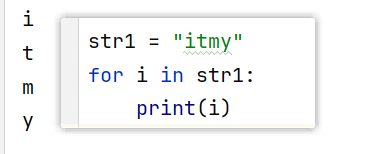 i
t
m
y
str1 = "itmy"
for i in str1:
    print(i)